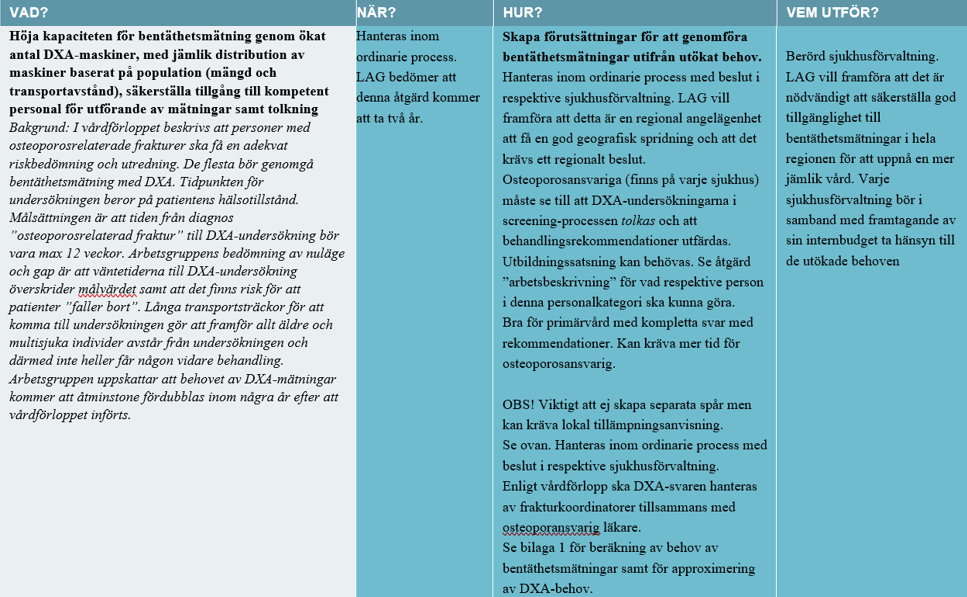 VAD?
Höja kapaciteten för bentäthetsmätning genom ökat
antal DXA-maskiner, med jämlik distribution av
maskiner baserat på population (mängd och
transportavstånd), säkerställa tillgång till kompetent
personal för utförande av mätningar samt tolkning
Bakgrund: I vårdförloppet beskrivs att personer med
osteoporosrelaterade frakturer ska få en adekvat
riskbedömning och utredning. De flesta bör genomgå
bentäthetsmätning med DXA. Tidpunkten för
undersökningen beror på patientens hälsotillstånd.
Målsättningen är att tiden från diagnos
”osteoporosrelaterad fraktur” till DXA-undersökning bör
vara max 12 veckor. Arbetsgruppens bedömning av nuläge
och gap är att väntetiderna till DXA-undersökning
överskrider målvärdet samt att det finns risk för att
patienter ”faller bort”. Långa transportsträckor för att
komma till undersökningen gör att framför allt äldre och
multisjuka individer avstår från undersökningen och
därmed inte heller får någon vidare behandling.
Arbetsgruppen uppskattar att behovet av DXA-mätningar
kommer att åtminstone fördubblas inom några år efter att
vårdförloppet införts.
NÄR?
Hanteras inom
ordinarie process.
LAG bedömer att
denna åtgärd kommer
att ta två år.
HUR?
Skapa förutsättningar för att genomföra
bentäthetsmätningar utifrån utökat behov.
Hanteras inom ordinarie process med beslut i
respektive sjukhusförvaltning. LAG vill
framföra att detta är en regional angelägenhet
att få en god geografisk spridning och att det
krävs ett regionalt beslut.
Osteoporosansvariga (finns på varje sjukhus)
måste se till att DXA-undersökningarna i
screening-processen tolkas och att
behandlingsrekommendationer utfärdas.
Utbildningssatsning kan behövas. Se åtgärd
”arbetsbeskrivning” för vad respektive person
i denna personalkategori ska kunna göra.
Bra för primärvård med kompletta svar med
rekommendationer. Kan kräva mer tid för
osteoporosansvarig.
OBS! Viktigt att ej skapa separata spår men
kan kräva lokal tillämpningsanvisning.
Se ovan. Hanteras inom ordinarie process med
beslut i respektive sjukhusförvaltning.
Enligt vårdförlopp ska DXA-svaren hanteras
av frakturkoordinatorer tillsammans med
osteoporansvarig läkare.
Se bilaga 1 för beräkning av behov av
bentäthetsmätningar samt för approximering
av DXA-behov.
VEM UTFÖR?
Berörd sjukhusförvaltning.
LAG vill framföra att det är
nödvändigt att säkerställa god
tillgänglighet till
bentäthetsmätningar i hela
regionen för att uppnå en mer
jämlik vård. Varje
sjukhusförvaltning bör i
samband med framtagande av
sin internbudget ta hänsyn till
de utökade behoven